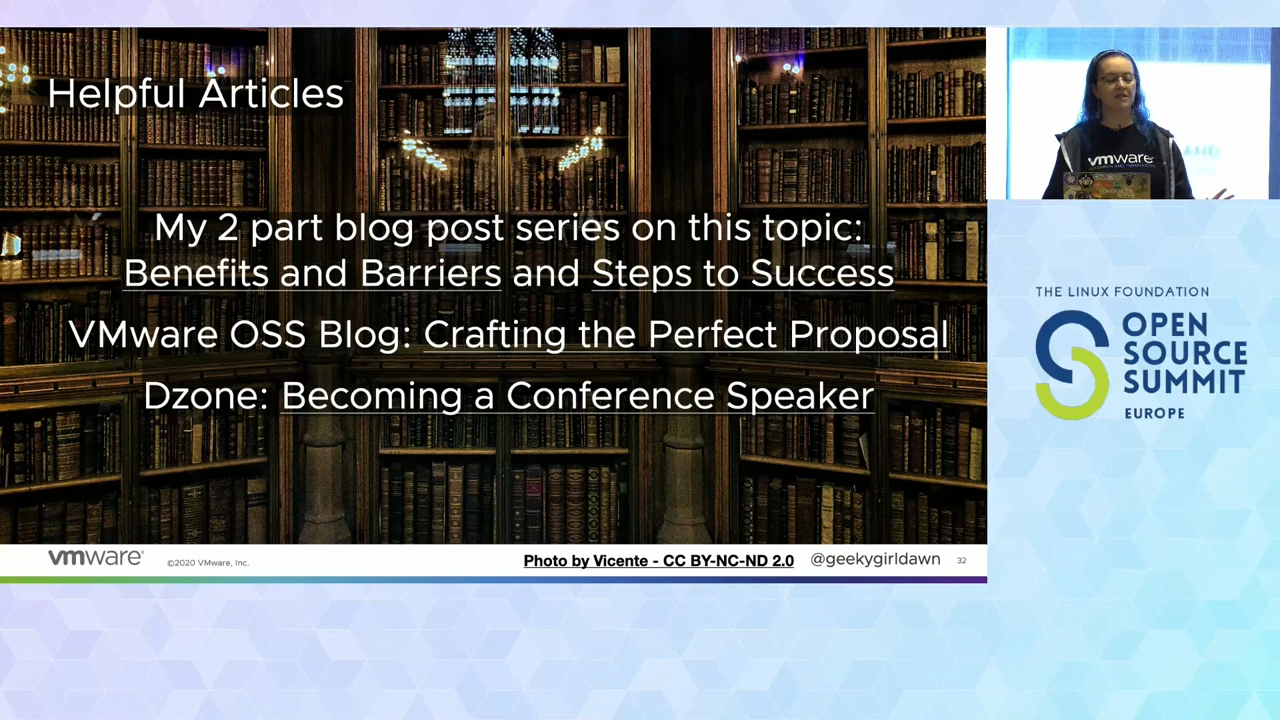 Helpful Articles
My 2 part blog post series on this topic:
Benefits and Barriers and Steps to Success
VMware OSS Blog: Crafting the Perfect Proposal
Dzone: Becoming a Conference Speaker
vmware
©2020 VMware, Inc.
Photo by Vicente - CC BY-NC-ND 2.0
@geekygirldawn
32
vmware
THE LINUX FOUNDATION
OPEN
SOURCE
SUMMIT
EUROPE